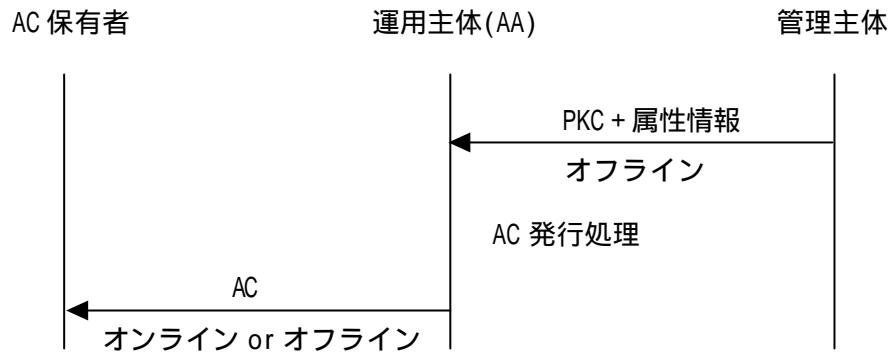 AC 保有者
運用主体(AA)
管理主体
PKC + 属性情報
オフライン
AC 発行処理
AC
オンライン or オフライン